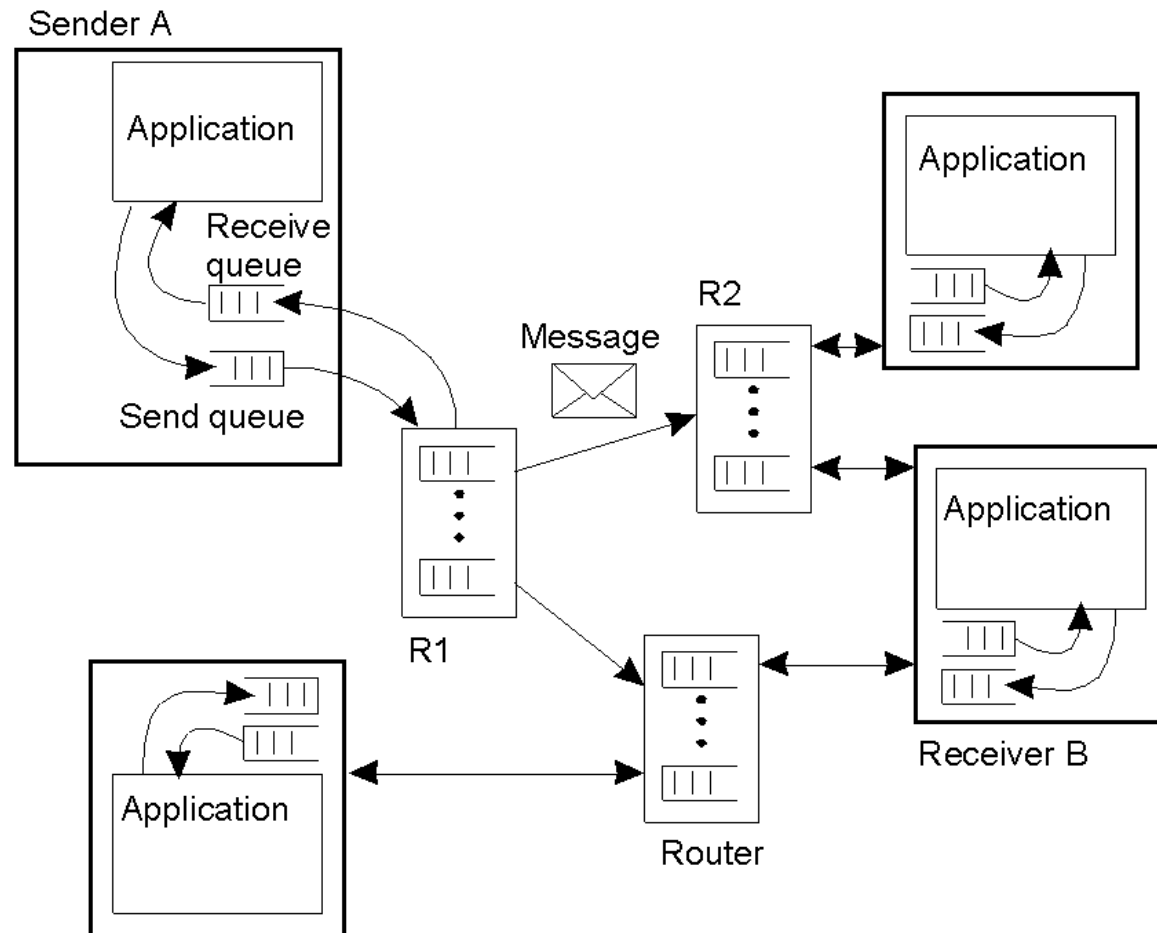 Sender A
Application
Receive
queue
Send queue
Message
R1
R2
Application
Application
Receiver B
Router
Application